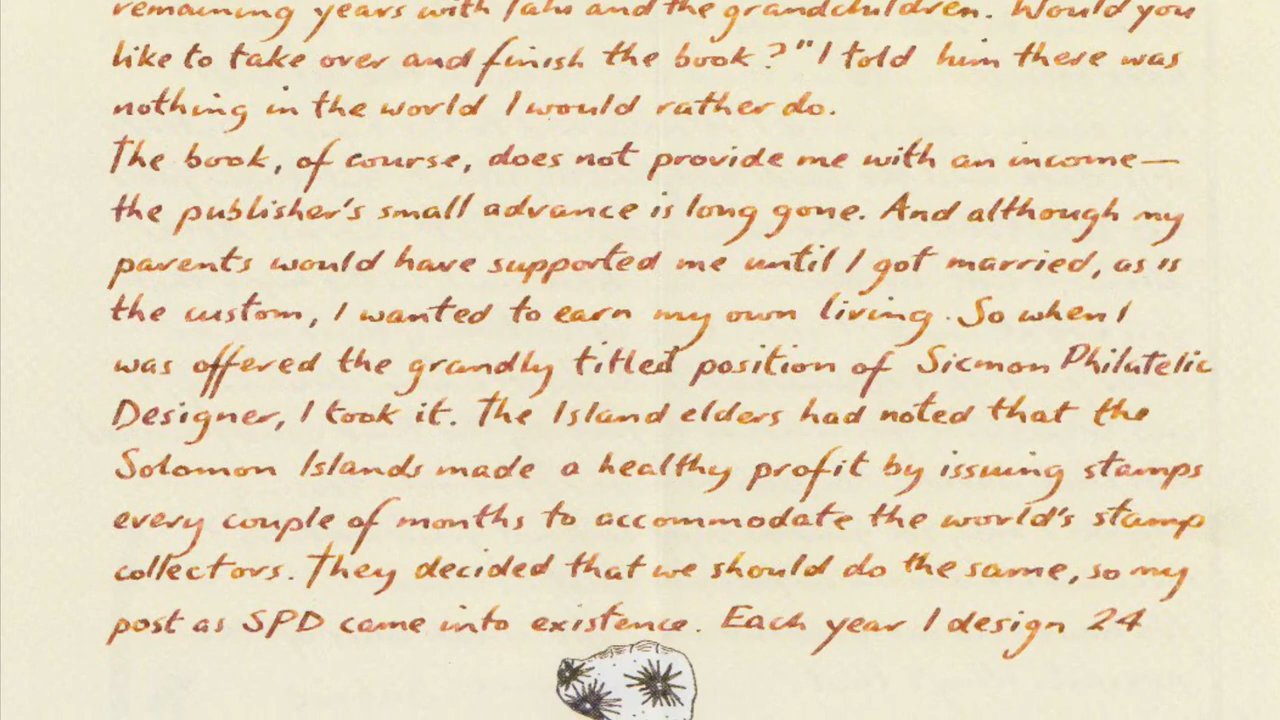 remaining years with Tahi and the grandchildren. Would you
like to take over and finish the book?" I told him there was
nothing in the world I would rather do.
The book, of course, does not provide me with an income—
the publisher's small advance is long gone. And although my
parents would have supported me until I got married, as is
the custom, I wanted to earn my own living. So when I
was offered the grandly titled position of Sicmon Philatelic
Designer, I took it. The Island elders had noted that the
Solomon Islands made a healthy profit by issuing stamps
every couple of months to accommodate the world's stamp
collectors. They decided that we should do the same, so my
post as SPD came into existence. Each year I design 24